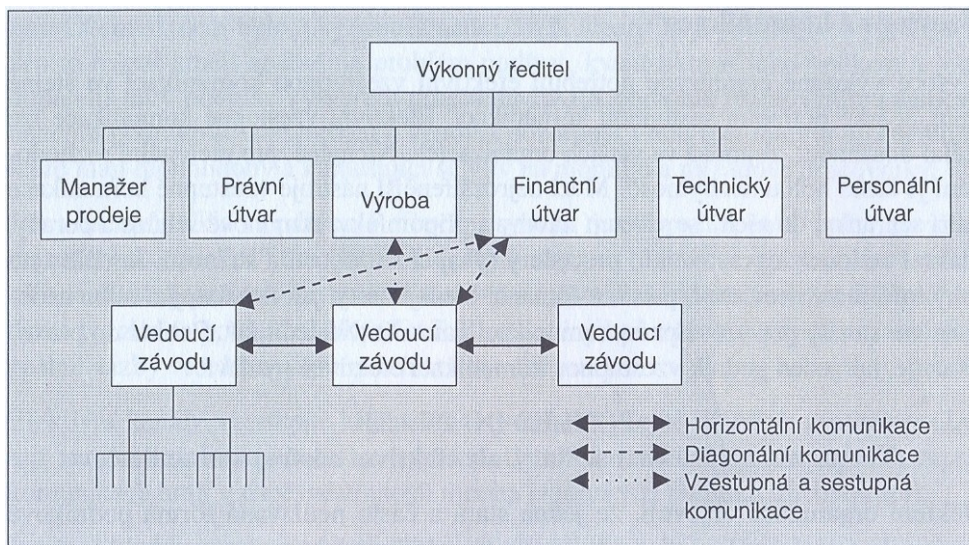 Výkonný ředitel
Manažer
prodeje
Právní
útvar
Výroba
Finanční
útvar
Technický
útvar
Personální
útvar
Vedoucí
závodu
Vedoucí
závodu
Vedoucí
závodu
Horizontální komunikace
Diagonální komunikace
Vzestupná a sestupná
komunikace